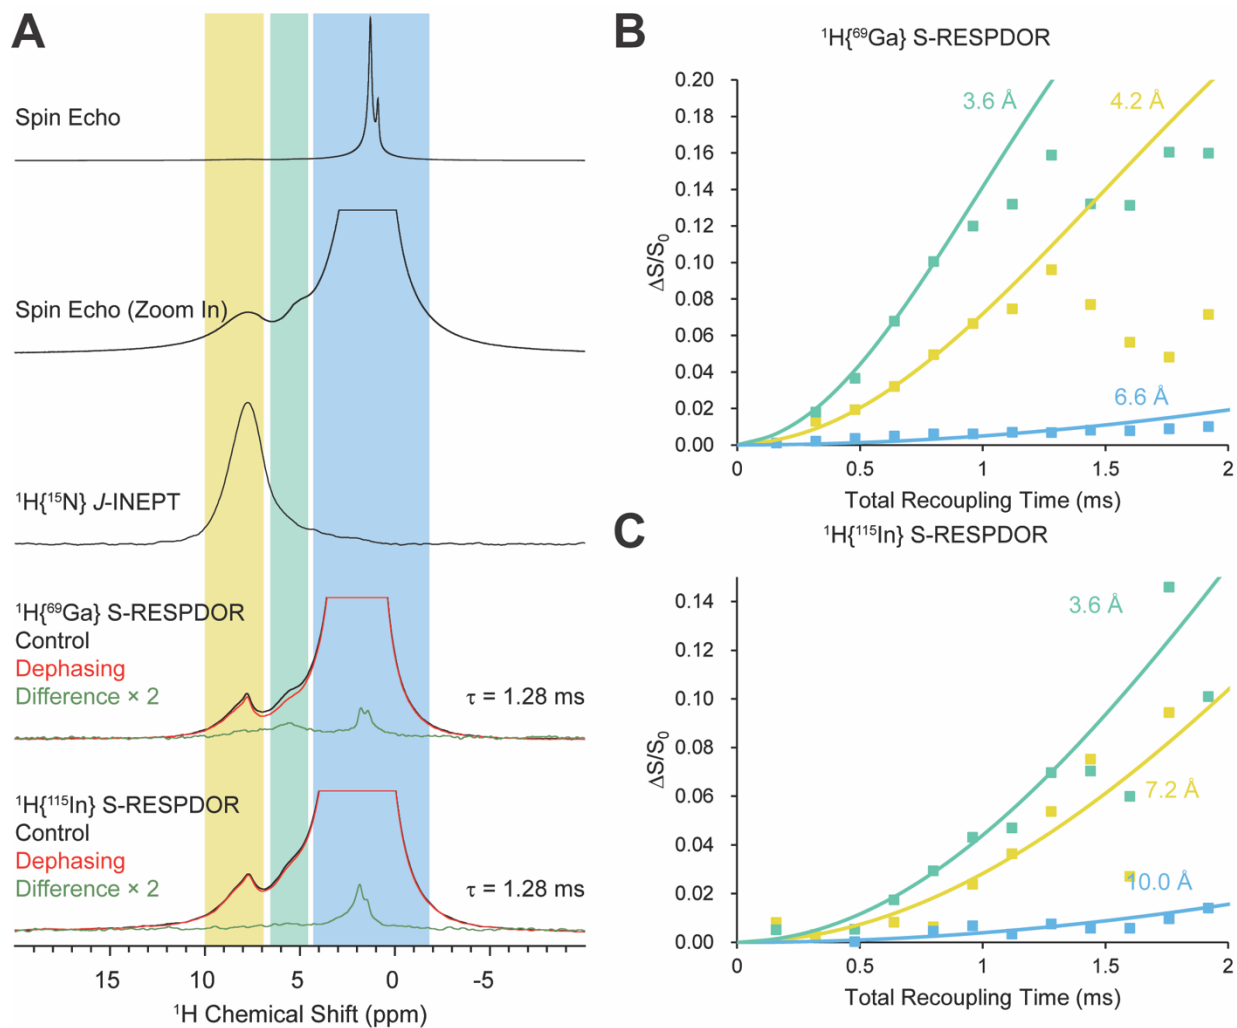 A
Spin Echo
Spin Echo (Zoom In)
¹H{¹⁵N} J-INEPT
¹H{⁶⁹Ga} S-RESPDOR
Control
Dephasing
Difference × 2
τ = 1.28 ms
¹H{¹¹⁵In} S-RESPDOR
Control
Dephasing
Difference × 2
τ = 1.28 ms
15 10 5 0 -5
¹H Chemical Shift (ppm)
B
¹H{⁶⁹Ga} S-RESPDOR
0.20
0.18
0.16
0.14
0.12
0.10
0.08
0.06
0.04
0.02
0.00
ΔS/S₀
3.6 Å
4.2 Å
6.6 Å
0 0.5 1 1.5 2
Total Recoupling Time (ms)
C
¹H{¹¹⁵In} S-RESPDOR
0.14
0.12
0.10
0.08
0.06
0.04
0.02
0.00
ΔS/S₀
3.6 Å
7.2 Å
10.0 Å
0 0.5 1 1.5 2
Total Recoupling Time (ms)